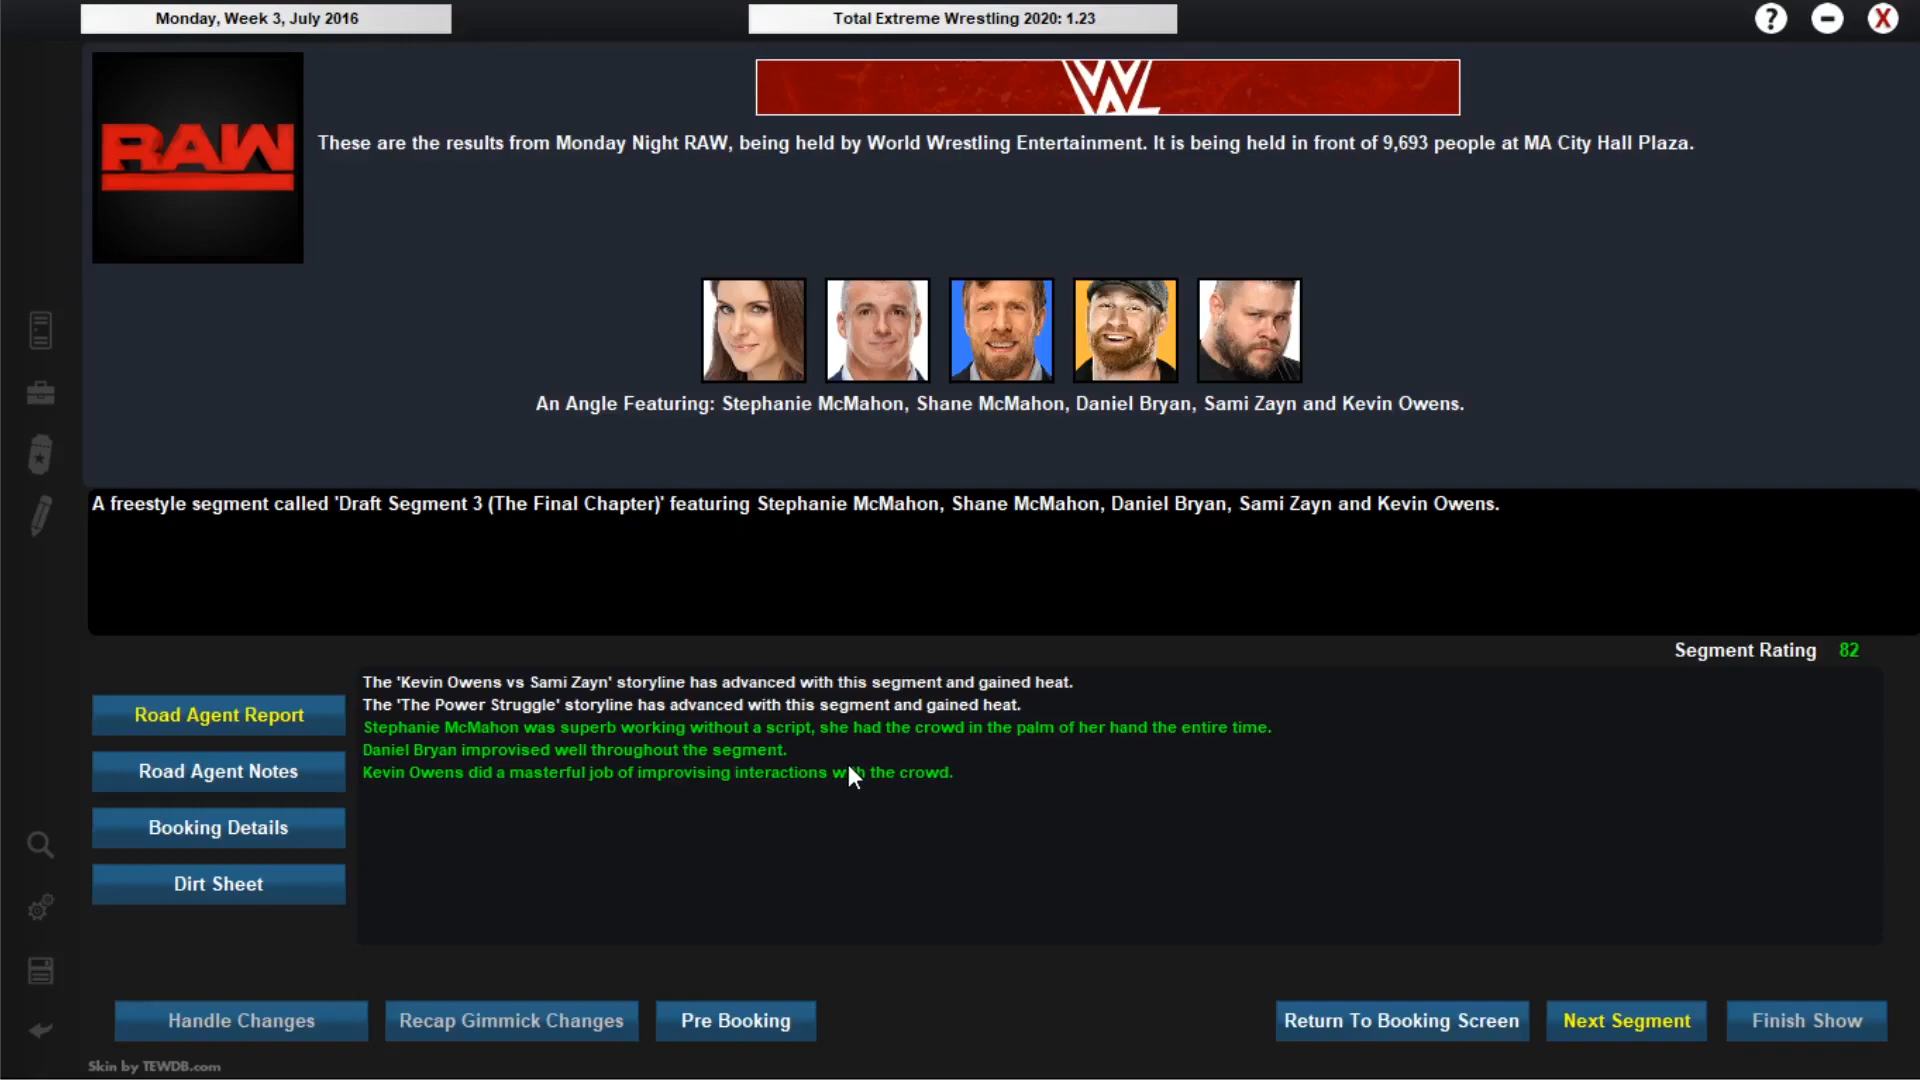 Monday, Week 3, July 2016
Total Extreme Wrestling 2020: 1.23
?
X
RAW
These are the results from Monday Night RAW, being held by World Wrestling Entertainment. It is being held in front of 9,693 people at MA City Hall Plaza.
An Angle Featuring: Stephanie McMahon, Shane McMahon, Daniel Bryan, Sami Zayn and Kevin Owens.
A freestyle segment called 'Draft Segment 3 (The Final Chapter)' featuring Stephanie McMahon, Shane McMahon, Daniel Bryan, Sami Zayn and Kevin Owens.
Segment Rating 82
The 'Kevin Owens vs Sami Zayn' storyline has advanced with this segment and gained heat.
The 'The Power Struggle' storyline has advanced with this segment and gained heat.
Stephanie McMahon was superb working without a script, she had the crowd in the palm of her hand the entire time.
Daniel Bryan improvised well throughout the segment.
Kevin Owens did a masterful job of improvising interactions with the crowd.
Road Agent Report
Road Agent Notes
Booking Details
Dirt Sheet
Handle Changes
Recap Gimmick Changes
Pre Booking
Return To Booking Screen
Next Segment
Finish Show
Skin by TEWDB.com